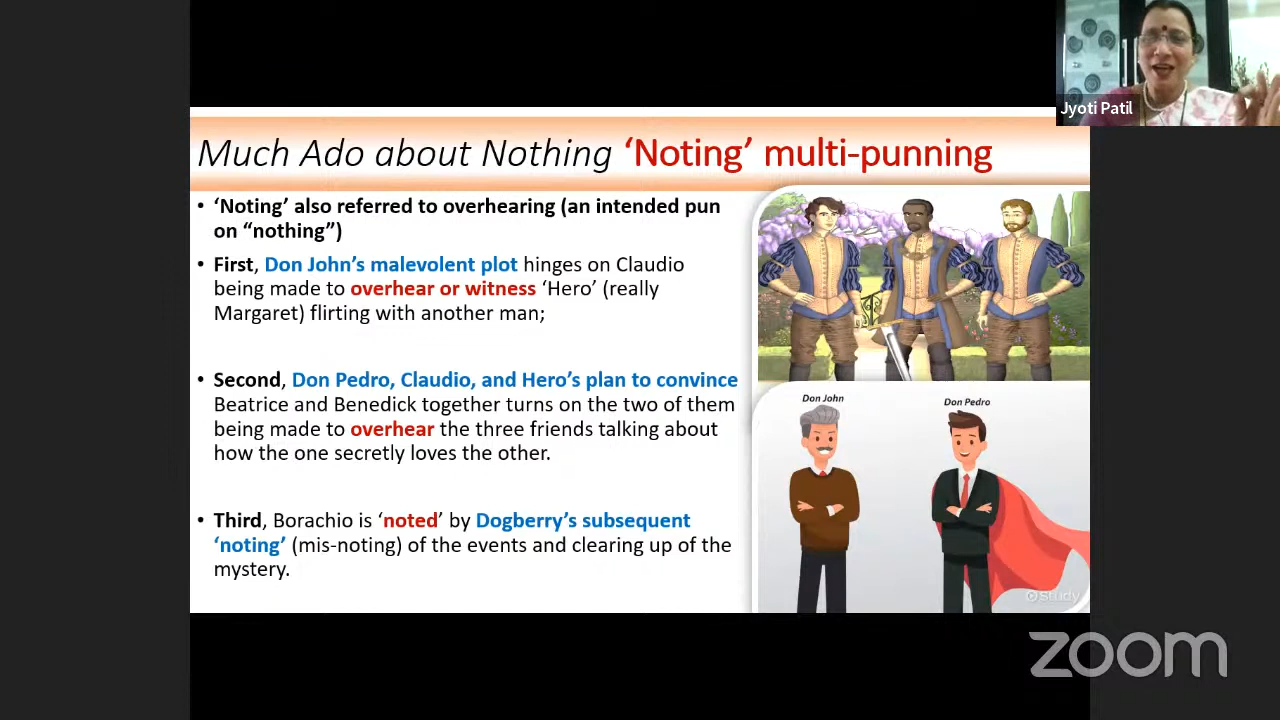 Jyoti Patil
Much Ado about Nothing ‘Noting’ multi-punning
• ‘Noting’ also referred to overhearing (an intended pun
on “nothing”)
• First, Don John’s malevolent plot hinges on Claudio
being made to overhear or witness ‘Hero’ (really
Margaret) flirting with another man;
• Second, Don Pedro, Claudio, and Hero’s plan to convince
Beatrice and Benedick together turns on the two of them
being made to overhear the three friends talking about
how the one secretly loves the other.
• Third, Borachio is ‘noted’ by Dogberry’s subsequent
‘noting’ (mis-noting) of the events and clearing up of the
mystery.
Don John
Don Pedro
Study
zoom